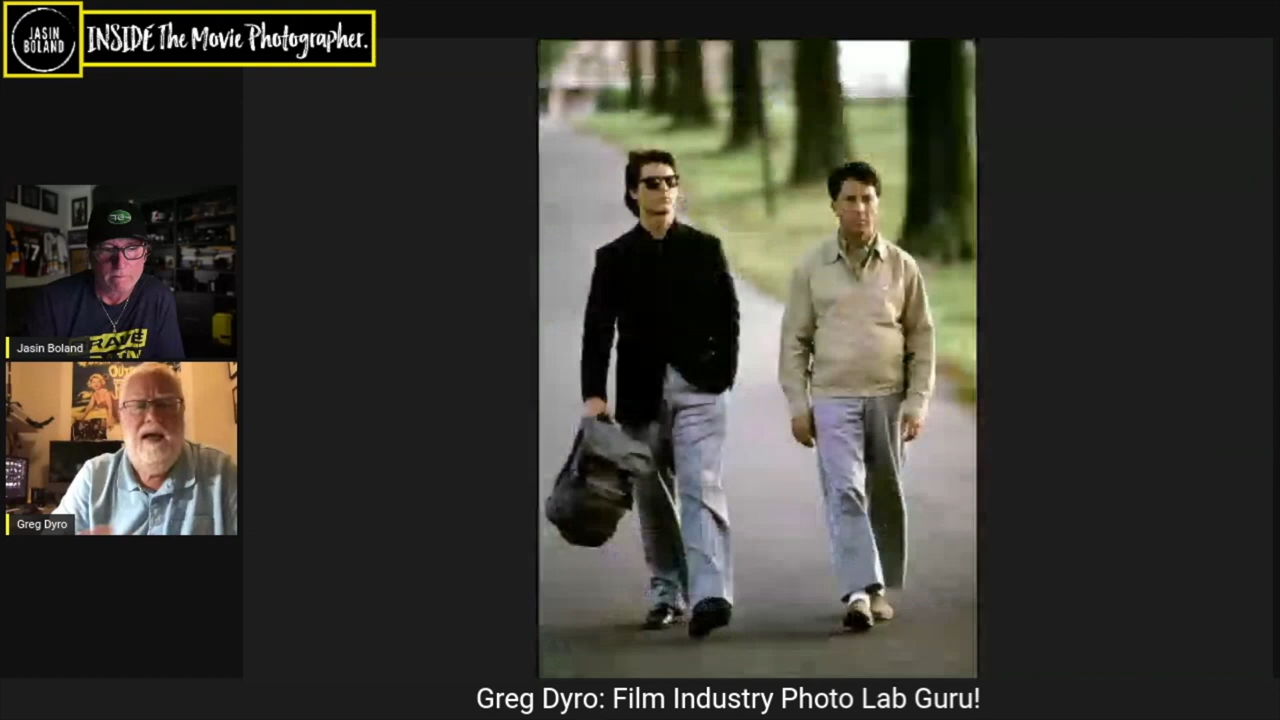 JASIN
BOLAND
INSIDE The Movie Photographer.
Jasin Boland
Greg Dyro
Greg Dyro: Film Industry Photo Lab Guru!